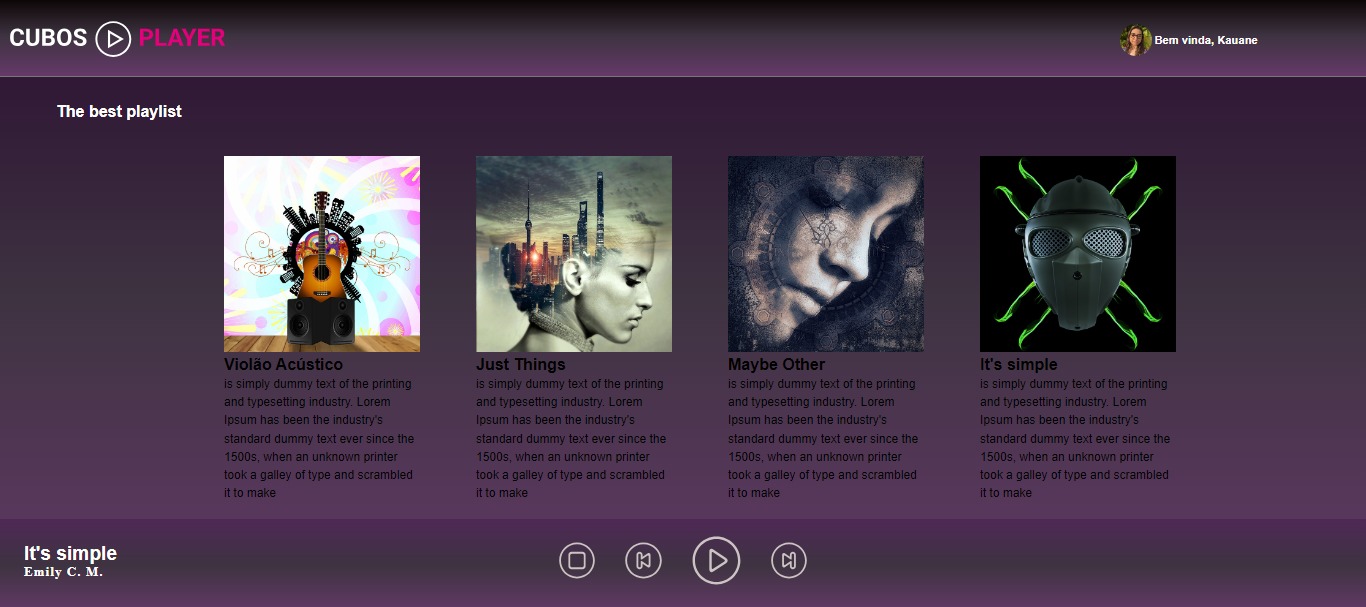 CUBOS PLAYER
Bem vinda, Kauane
The best playlist
Violão Acústico
is simply dummy text of the printing
and typesetting industry. Lorem
Ipsum has been the industry's
standard dummy text ever since the
1500s, when an unknown printer
took a galley of type and scrambled
it to make
Just Things
is simply dummy text of the printing
and typesetting industry. Lorem
Ipsum has been the industry's
standard dummy text ever since the
1500s, when an unknown printer
took a galley of type and scrambled
it to make
Maybe Other
is simply dummy text of the printing
and typesetting industry. Lorem
Ipsum has been the industry's
standard dummy text ever since the
1500s, when an unknown printer
took a galley of type and scrambled
it to make
It's simple
is simply dummy text of the printing
and typesetting industry. Lorem
Ipsum has been the industry's
standard dummy text ever since the
1500s, when an unknown printer
took a galley of type and scrambled
it to make
It's simple
Emily C. M.